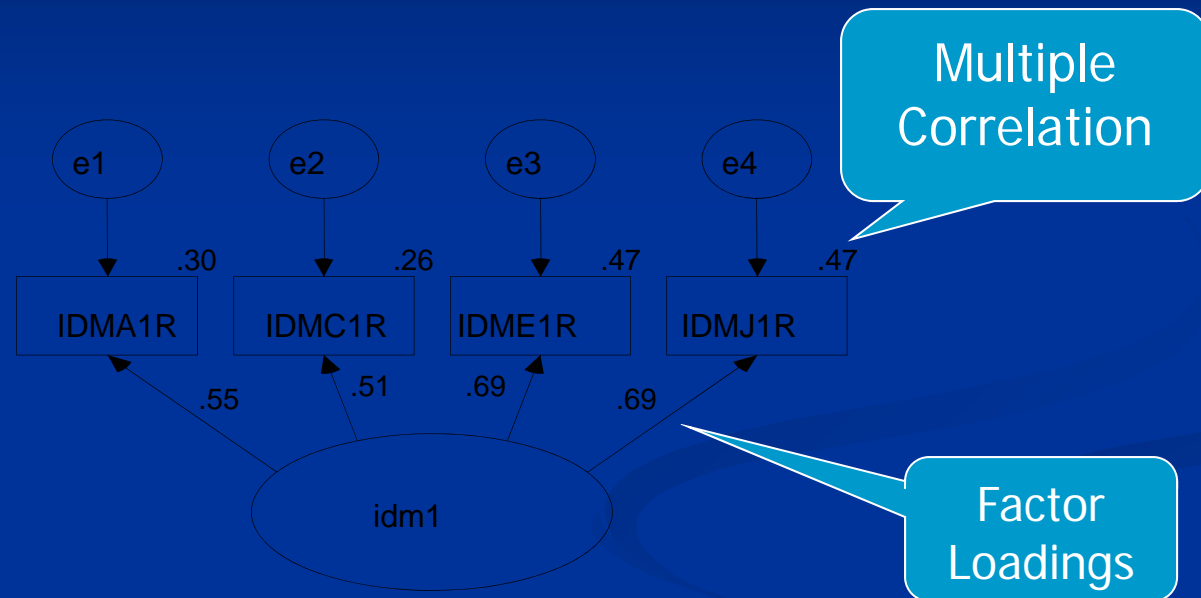 Multiple
Correlation
e1 e2 e3 e4
.30 .26 .47 .47
IDMA1R IDMC1R IDME1R IDMJ1R
.55 .51 .69 .69
idm1
Factor
Loadings